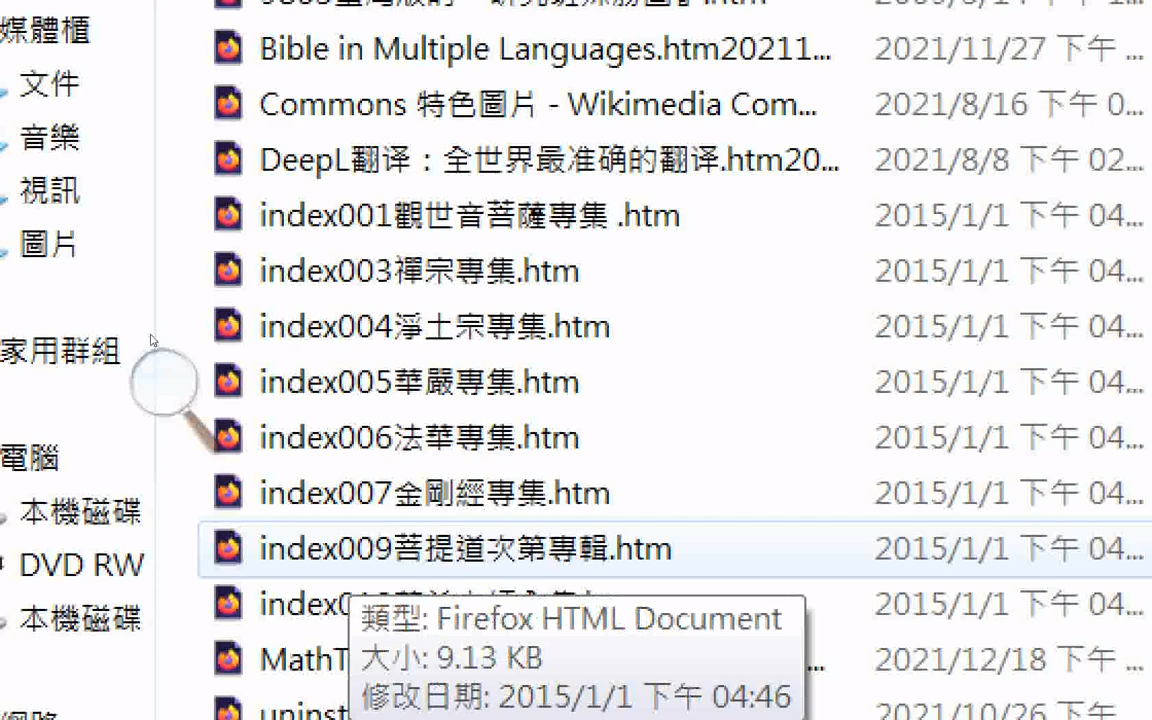 媒體櫃
文件
音樂
視訊
圖片
家用群組
電腦
本機磁碟
DVD RW
本機磁碟
Bible in Multiple Languages.htm20211... 2021/11/27 下午 ...
Commons 特色圖片 - Wikimedia Com... 2021/8/16 下午 0...
DeepL翻译：全世界最准确的翻译.htm20... 2021/8/8 下午 02...
index001觀世音菩薩專集 .htm 2015/1/1 下午 04...
index003禪宗專集.htm 2015/1/1 下午 04...
index004淨土宗專集.htm 2015/1/1 下午 04...
index005華嚴專集.htm 2015/1/1 下午 04...
index006法華專集.htm 2015/1/1 下午 04...
index007金剛經專集.htm 2015/1/1 下午 04...
index009菩提道次第專輯.htm 2015/1/1 下午 04...
index 2015/1/1 下午 04...
MathT ... 2021/12/18 下午 ...
uninst 2021/10/26 下午
類型: Firefox HTML Document
大小: 9.13 KB
修改日期: 2015/1/1 下午 04:46